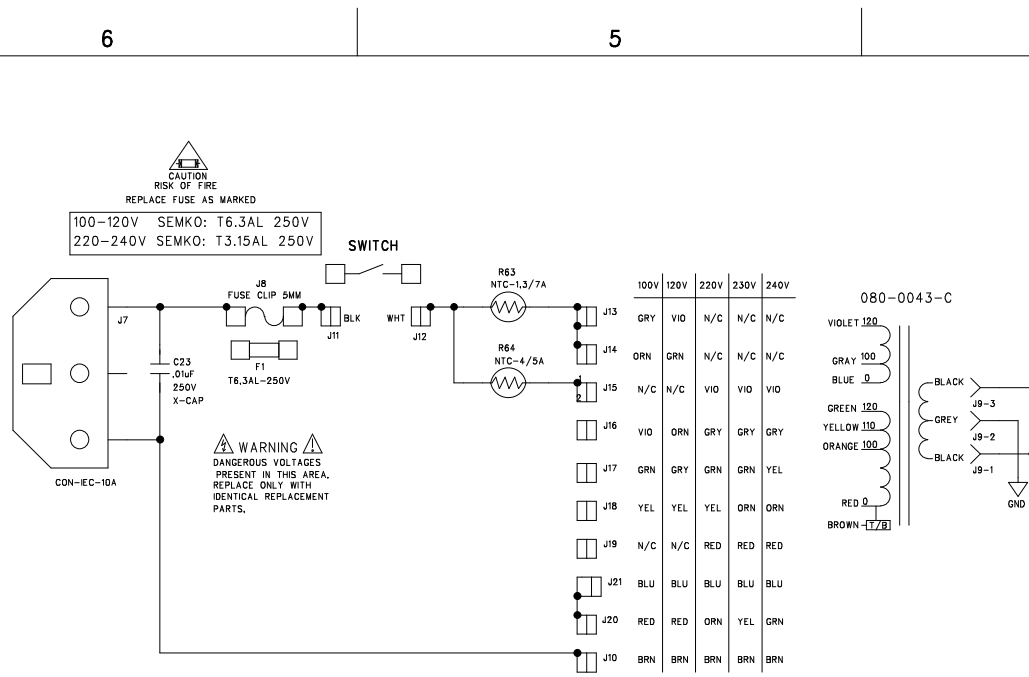 6
5
CAUTION
RISK OF FIRE
REPLACE FUSE AS MARKED
100-120V SEMKO: T6.3AL 250V
220-240V SEMKO: T3.15AL 250V
SWITCH
J8
FUSE CLIP 5MM
J7
BLK
J11
WHT
J12
F1
T6,3AL-250V
C23
.01uF
250V
X-CAP
CON-IEC-10A
WARNING
DANGEROUS VOLTAGES
PRESENT IN THIS AREA.
REPLACE ONLY WITH
IDENTICAL REPLACEMENT
PARTS.
R63
NTC-1,3/7A
R64
NTC-4/5A
1
2
100V 120V 220V 230V 240V
J13 GRY VIO N/C N/C N/C
J14 ORN GRN N/C N/C N/C
J15 N/C N/C VIO VIO VIO
J16 VIO ORN GRY GRY GRY
J17 GRN GRY GRN GRN YEL
J18 YEL YEL YEL ORN ORN
J19 N/C N/C RED RED RED
J21 BLU BLU BLU BLU BLU
J20 RED RED ORN YEL GRN
J10 BRN BRN BRN BRN BRN
080-0043-C
VIOLET 120
GRAY 100
BLUE 0
GREEN 120
YELLOW 110
ORANGE 100
RED 0
BROWN T/B
BLACK
J9-3
GREY
J9-2
BLACK
J9-1
GND